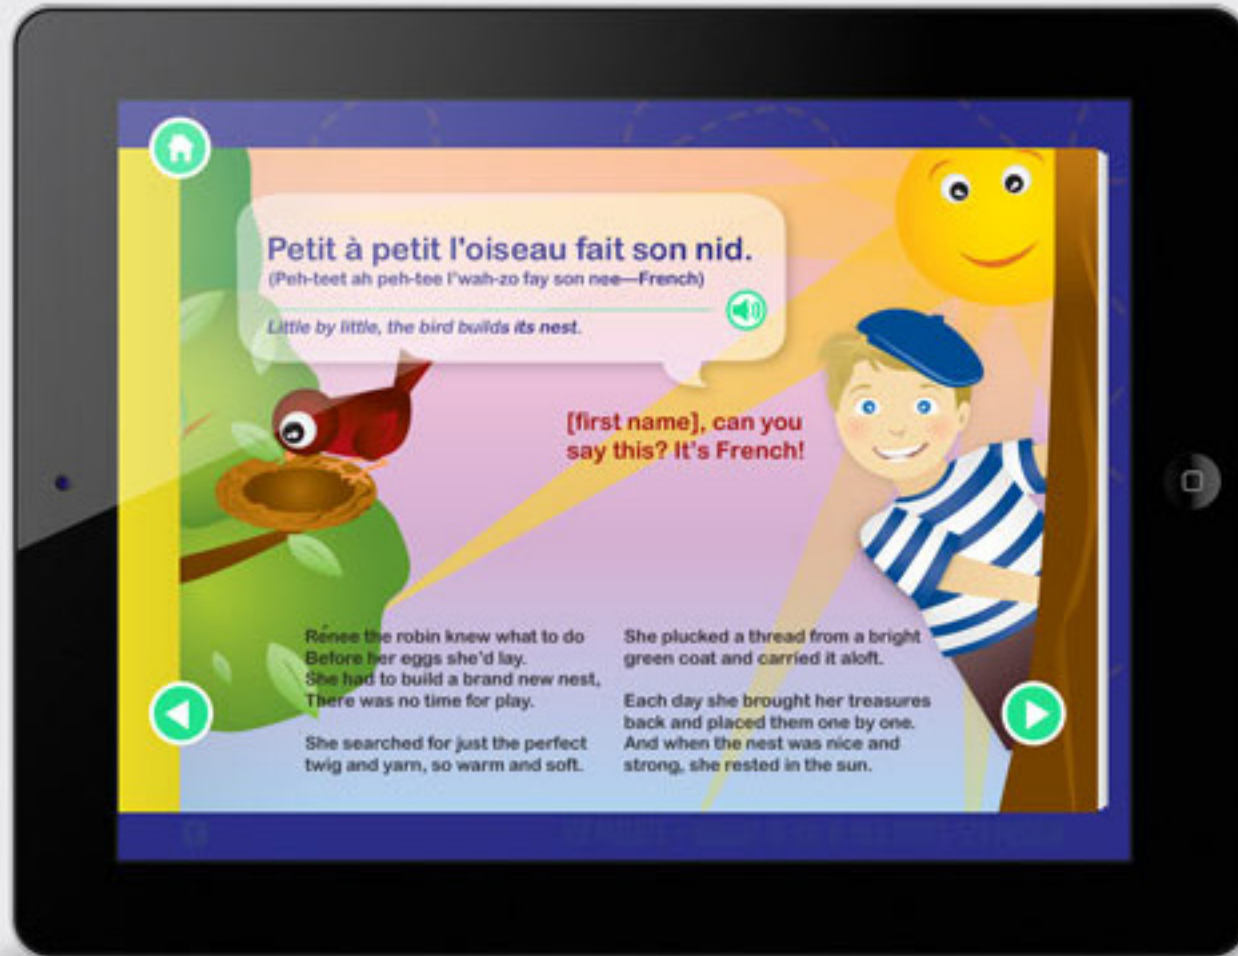 Petit à petit l'oiseau fait son nid.
(Peh-teet ah peh-tee l'wah-zo fay son nee—French)
Little by little, the bird builds its nest.
[first name], can you
say this? It's French!
Rénee the robin knew what to do
Before her eggs she'd lay.
She had to build a brand new nest,
There was no time for play.
She searched for just the perfect
twig and yarn, so warm and soft.
She plucked a thread from a bright
green coat and carried it aloft.
Each day she brought her treasures
back and placed them one by one.
And when the nest was nice and
strong, she rested in the sun.